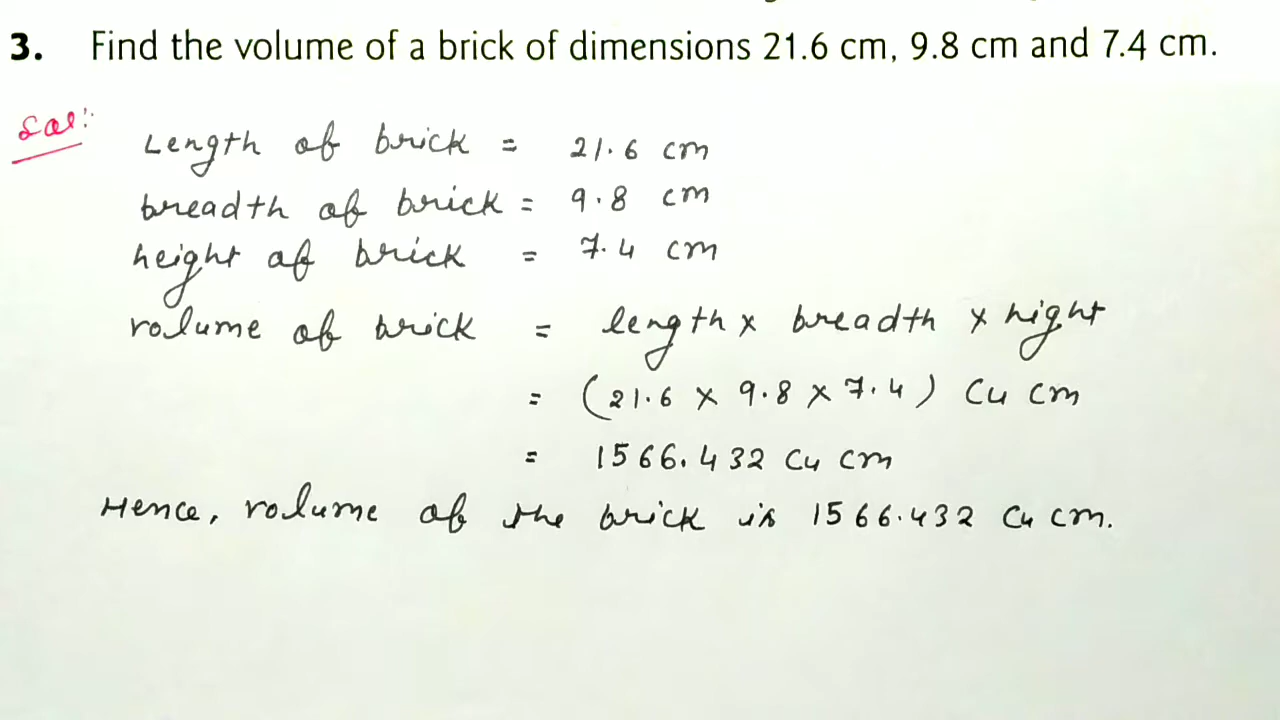 3. Find the volume of a brick of dimensions 21.6 cm, 9.8 cm and 7.4 cm.
Sol:
Length of brick = 21.6 cm
breadth of brick = 9.8 cm
height of brick = 7.4 cm
volume of brick = length x breadth x hight
= (21.6 x 9.8 x 7.4) Cu cm
= 1566.432 Cu cm
Hence, volume of the brick is 1566.432 Cu cm.